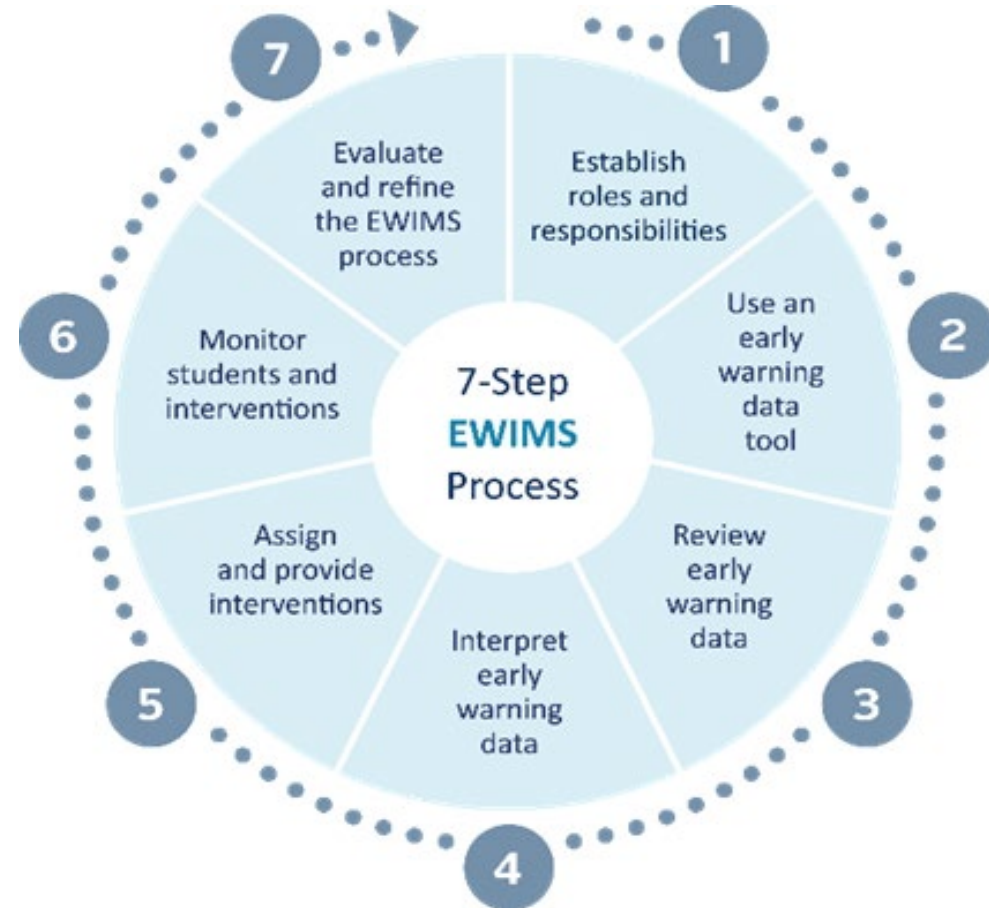 7-Step
EWIMS
Process
1
Establish
roles and
responsibilities
2
Use an
early
warning
data
tool
3
Review
early
warning
data
4
Interpret
early
warning
data
5
Assign
and provide
interventions
6
Monitor
students and
interventions
7
Evaluate
and refine
the EWIMS
process